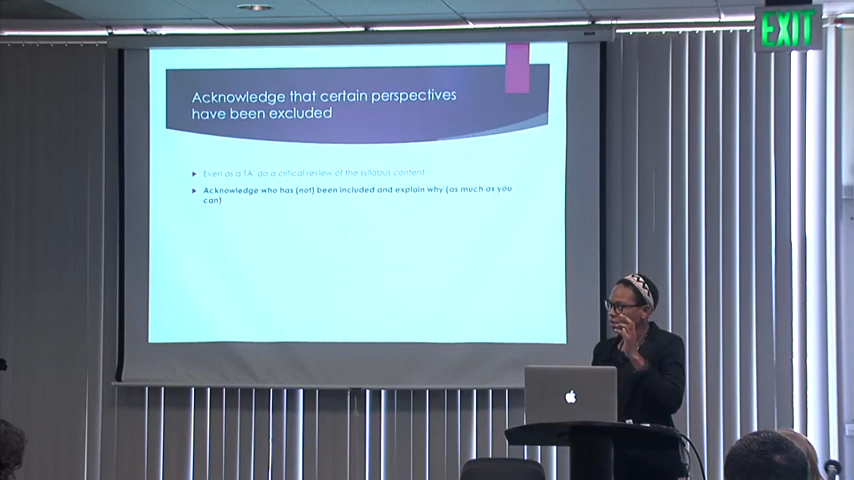 EXIT
Acknowledge that certain perspectives
have been excluded
Even as a TA, do a critical review of the syllabus content
Acknowledge who has (not) been included and explain why (as much as you
can)